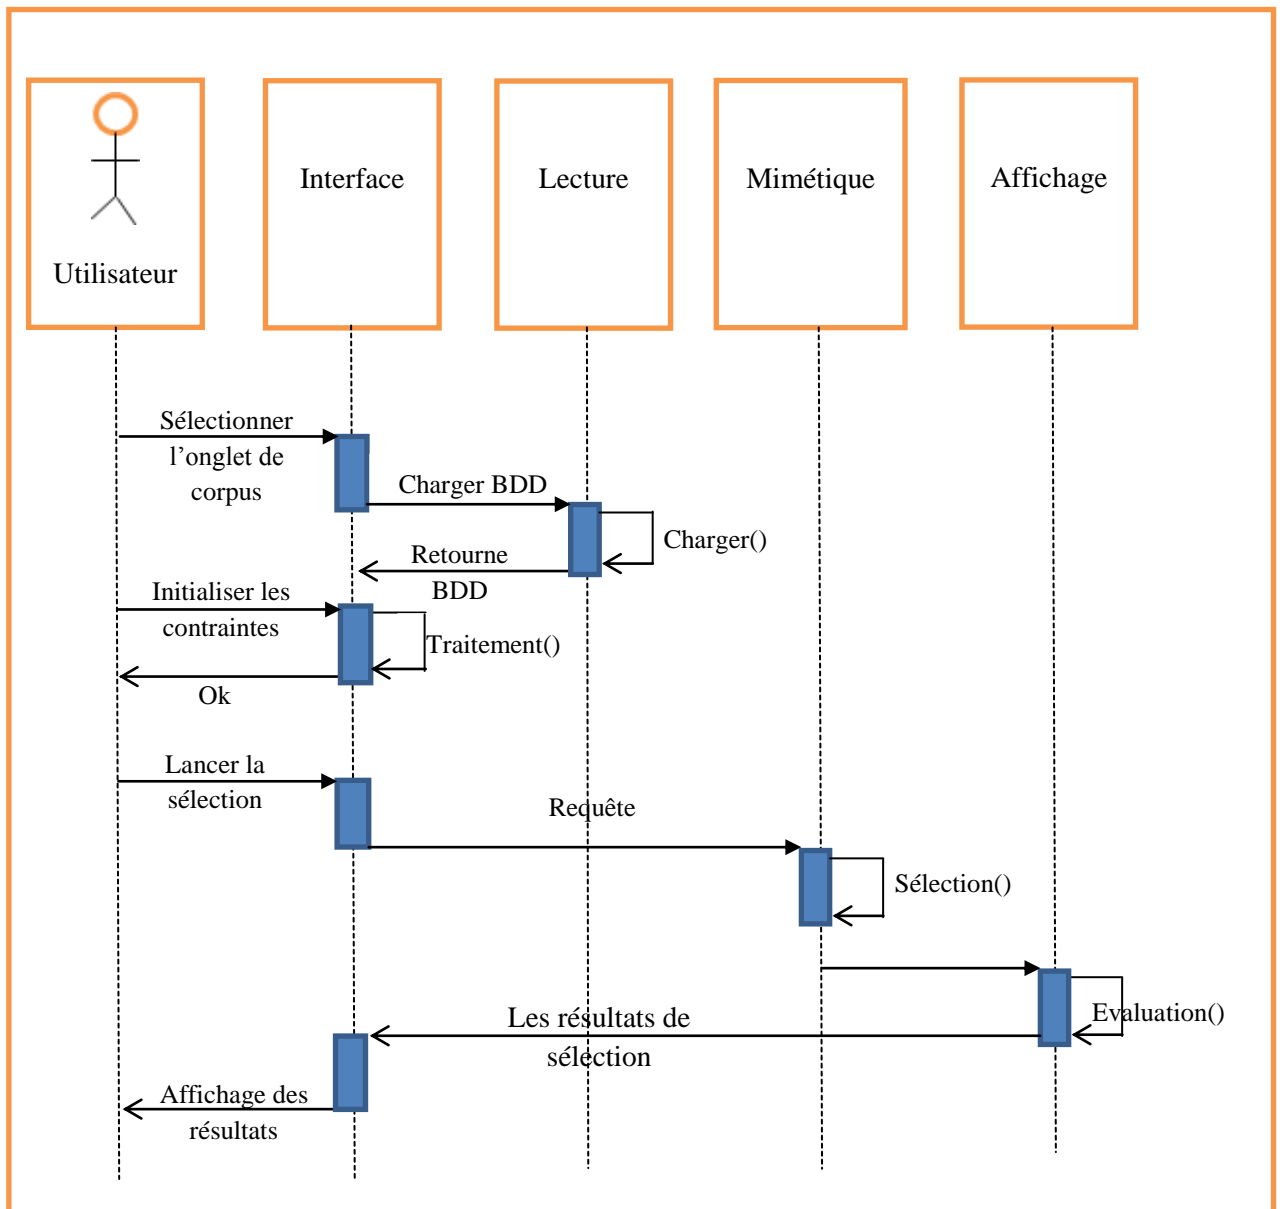 Utilisateur
Interface
Lecture
Mimétique
Affichage
Sélectionner
l’onglet de
corpus
Charger BDD
Charger()
Retourne
BDD
Initialiser les
contraintes
Traitement()
Ok
Lancer la
sélection
Requête
Sélection()
Evaluation()
Les résultats de
sélection
Affichage des
résultats